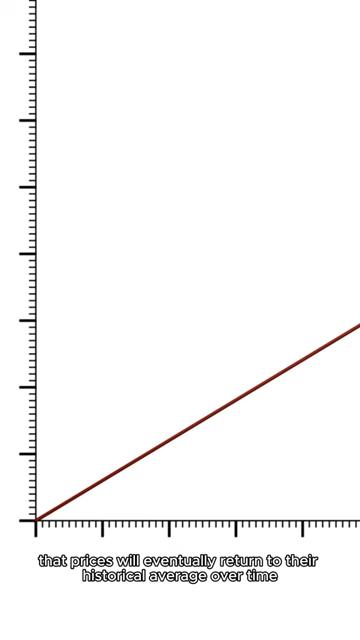 that prices will eventually return to their
historical average over time